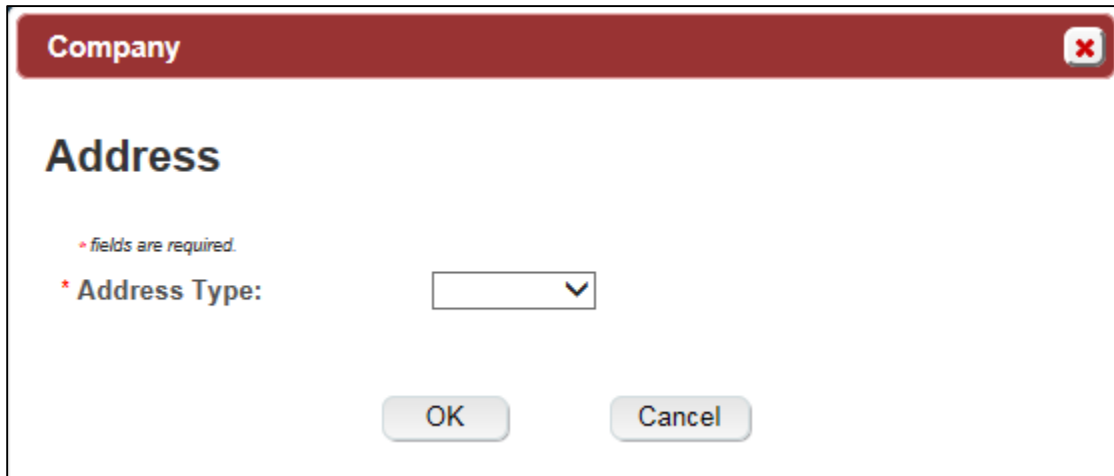 Company
Address
* fields are required.
* Address Type:
OK Cancel